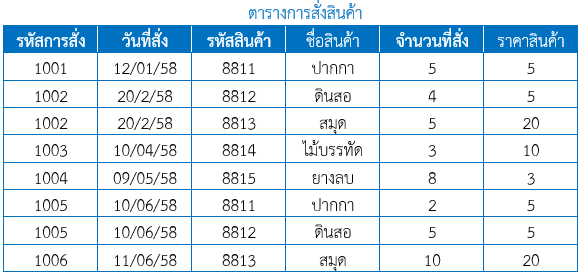 ตารางการสั่งสินค้า
รหัสการสั่ง วันที่สั่ง รหัสสินค้า ชื่อสินค้า จำนวนที่สั่ง ราคาสินค้า
1001 12/01/58 8811 ปากกา 5 5
1002 20/2/58 8812 ดินสอ 4 5
1002 20/2/58 8813 สมุด 5 20
1003 10/04/58 8814 ไม้บรรทัด 3 10
1004 09/05/58 8815 ยางลบ 8 3
1005 10/06/58 8811 ปากกา 2 5
1005 10/06/58 8812 ดินสอ 5 5
1006 11/06/58 8813 สมุด 10 20